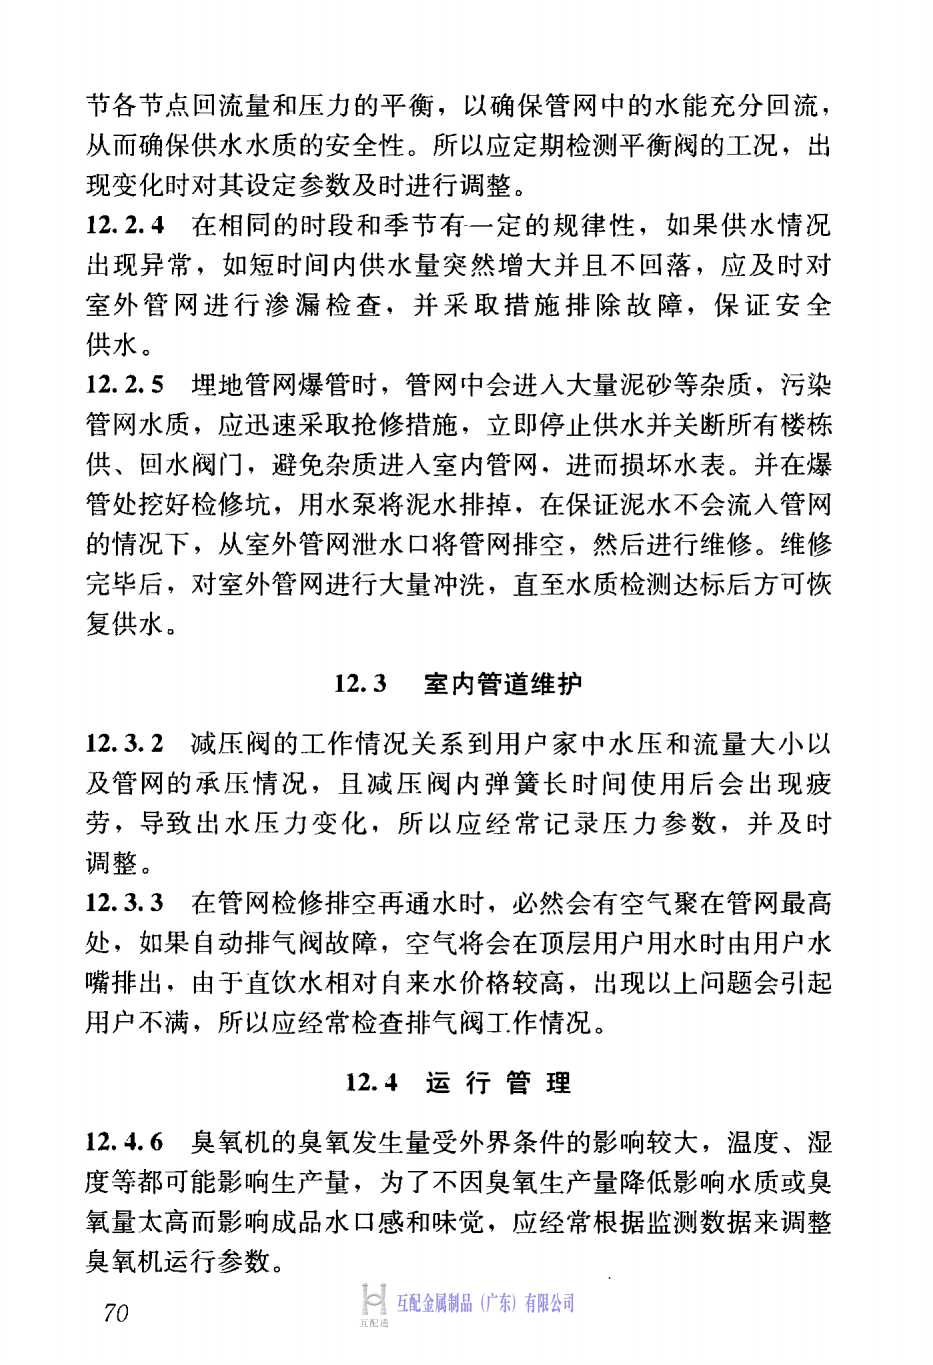 节各节点回流量和压力的平衡，以确保管网中的水能充分回流，
从而确保供水水质的安全性。所以应定期检测平衡阀的工况，出
现变化时对其设定参数及时进行调整。
12.2.4 在相同的时段和季节有一定的规律性，如果供水情况
出现异常，如短时间内供水量突然增大并且不回落，应及时对
室外管网进行渗漏检查，并采取措施排除故障，保证安全
供水。
12.2.5 埋地管网爆管时，管网中会进入大量泥砂等杂质，污染
管网水质，应迅速采取抢修措施，立即停止供水并关断所有楼栋
供、回水阀门，避免杂质进入室内管网，进而损坏水表。并在爆
管处挖好检修坑，用水泵将泥水排掉，在保证泥水不会流入管网
的情况下，从室外管网泄水口将管网排空，然后进行维修。维修
完毕后，对室外管网进行大量冲洗，直至水质检测达标后方可恢
复供水。
12.3 室内管道维护
12.3.2 减压阀的工作情况关系到用户家中水压和流量大小以
及管网的承压情况，且减压阀内弹簧长时间使用后会出现疲
劳，导致出水压力变化，所以应经常记录压力参数，并及时
调整。
12.3.3 在管网检修排空再通水时，必然会有空气聚在管网最高
处，如果自动排气阀故障，空气将会在顶层用户用水时由用户水
嘴排出，由于直饮水相对自来水价格较高，出现以上问题会引起
用户不满，所以应经常检查排气阀工作情况。
12.4 运行管理
12.4.6 臭氧机的臭氧发生量受外界条件的影响较大，温度、湿
度等都可能影响生产量，为了不因臭氧生产量降低影响水质或臭
氧量太高而影响成品水口感和味觉，应经常根据监测数据来调整
臭氧机运行参数。
70
互配通
互配金属制品（广东）有限公司